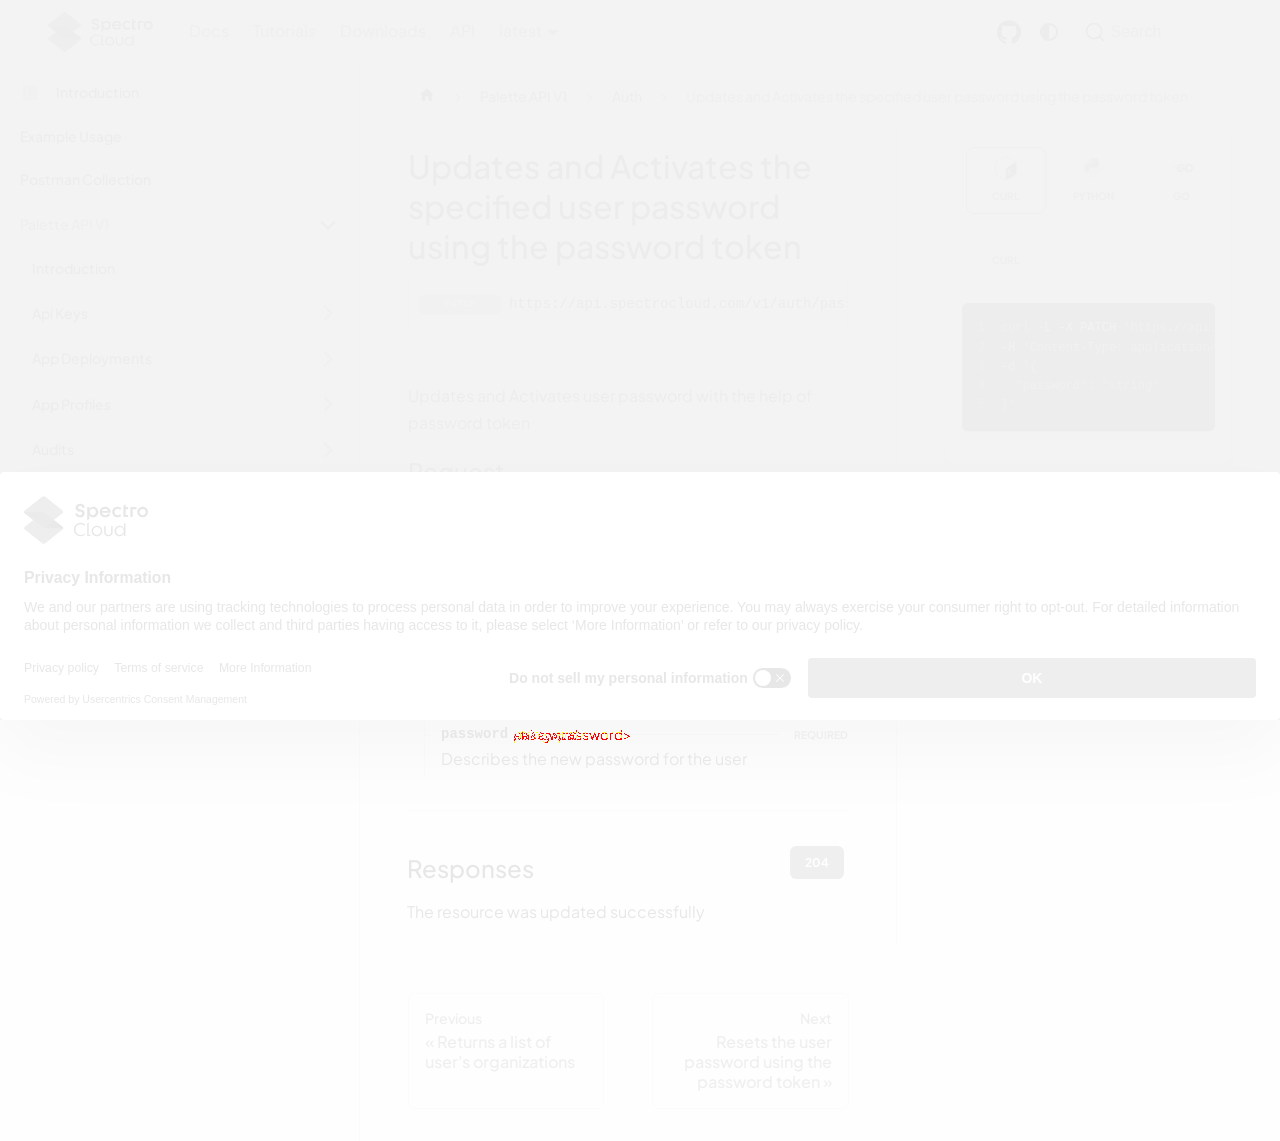 Spectro Cloud
Docs Tutorials Downloads API latest
Search
Introduction
Example Usage
Postman Collection
Palette API V1
Introduction
Api Keys
App Deployments
App Profiles
Audits
Palette API V1
Auth
Updates and Activates the specified user password using the password token
Updates and Activates the
specified user password
using the password token
https://api.spectrocloud.com/v1/auth/pas
Updates and Activates user password with the help of
password token
Request
CURL PYTHON GO
CURL
PATCH
Spectro
Cloud
Privacy Information
We and our partners are using tracking technologies to process personal data in order to improve your experience. You may always exercise your consumer right to opt-out. For detailed information
about personal information we collect and third parties having access to it, please select 'More Information' or refer to our privacy policy.
Privacy policy Terms of service More Information
Powered by Usercentrics Consent Management
Do not sell my personal information
OK
password REQUIRED
Describes the new password for the user
Responses
204
The resource was updated successfully
Previous
« Returns a list of
user's organizations
Next
Resets the user
password using the
password token »